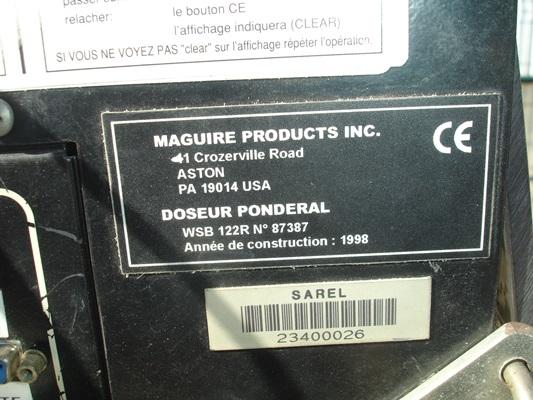 relacher:
le bouton CE
l'affichage indiquera (CLEAR)
SI VOUS NE VOYEZ PAS "clear" sur l'affichage répéter l'opération.
MAGUIRE PRODUCTS INC.
CE
41 Crozerville Road
ASTON
PA 19014 USA
DOSEUR PONDERAL
WSB 122R N° 87387
Année de construction : 1998
SAREL
23400026